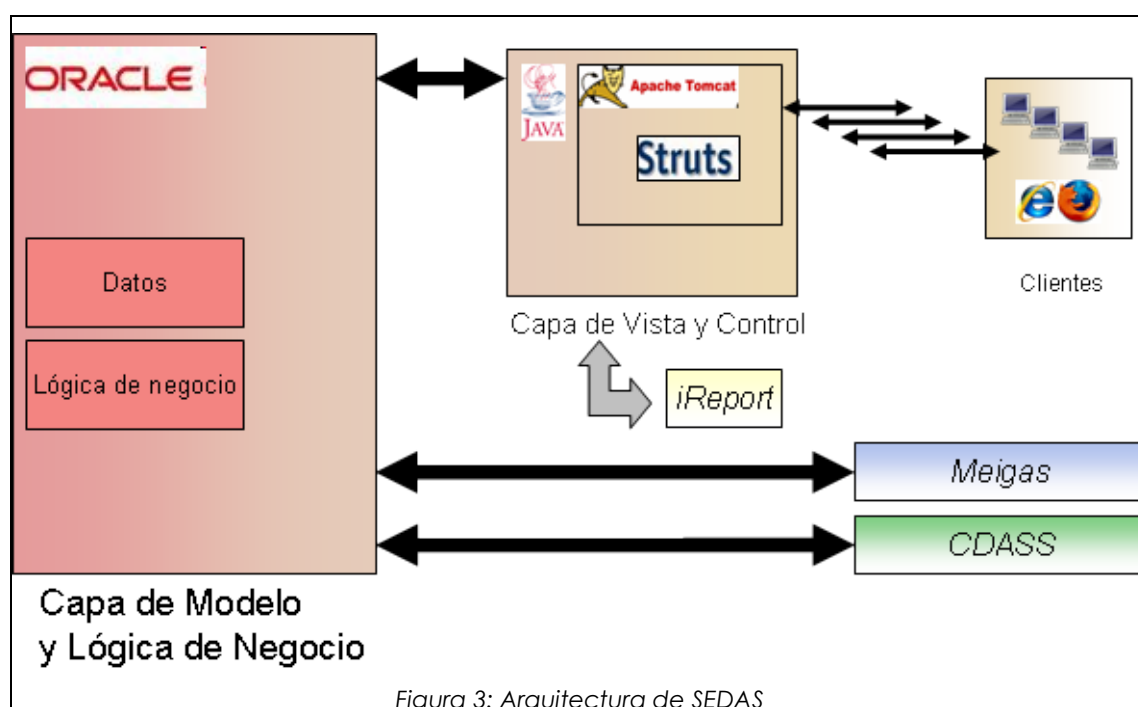 ORACLE
JAVA
Apache Tomcat
Struts
Datos
Lógica de negocio
Clientes
Capa de Vista y Control
iReport
Meigas
CDASS
Capa de Modelo
y Lógica de Negocio
Figura 3: Arquitectura de SEDAS